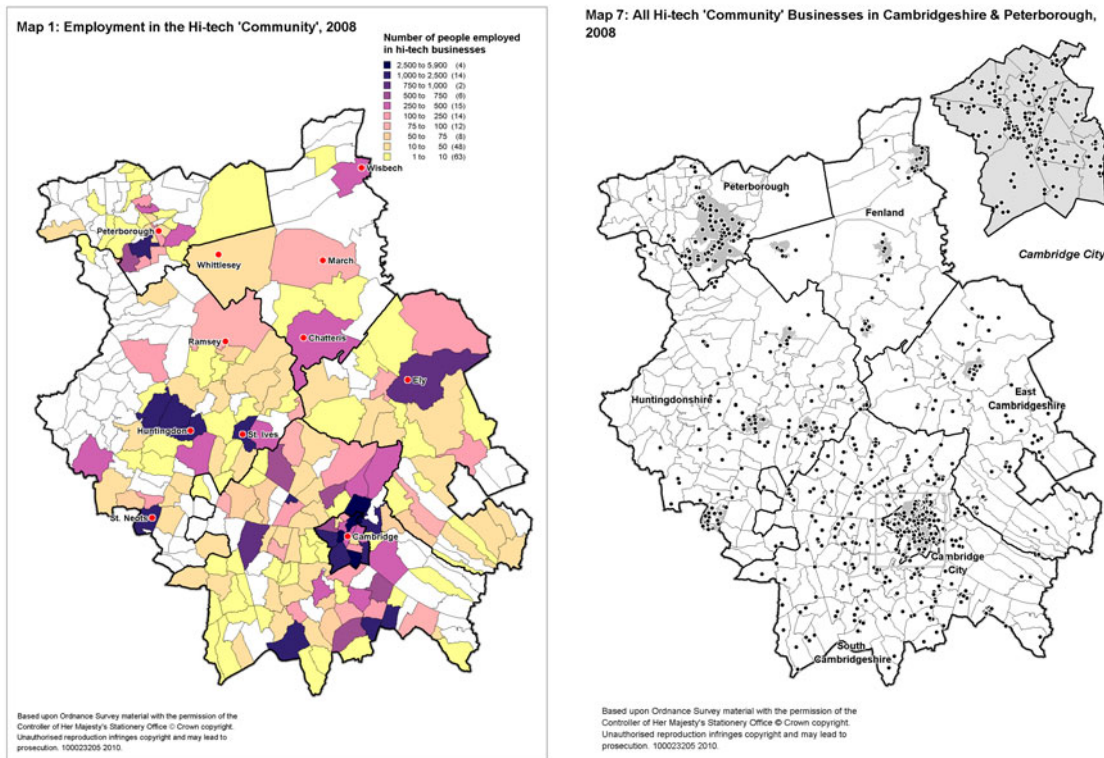 Map 1: Employment in the Hi-tech 'Community', 2008
Number of people employed
in hi-tech businesses
2,500 to 5,900 (4)
1,000 to 2,500 (14)
750 to 1,000 (2)
500 to 750 (6)
250 to 500 (15)
100 to 250 (14)
75 to 100 (12)
50 to 75 (8)
10 to 50 (48)
1 to 10 (63)
Wisbech
Peterborough
Whittlesey
March
Ramsey
Chatteris
Ely
Huntingdon
St. Ives
St. Neots
Cambridge
Based upon Ordnance Survey material with the permission of the
Controller of Her Majesty's Stationery Office © Crown copyright.
Unauthorised reproduction infringes copyright and may lead to
prosecution. 100023205 2010.
Map 7: All Hi-tech 'Community' Businesses in Cambridgeshire & Peterborough,
2008
Peterborough
Fenland
Cambridge City
Huntingdonshire
East
Cambridgeshire
Cambridge
City
South
Cambridgeshire
Based upon Ordnance Survey material with the permission of the
Controller of Her Majesty's Stationery Office © Crown copyright.
Unauthorised reproduction infringes copyright and may lead to
prosecution. 100023205 2010.